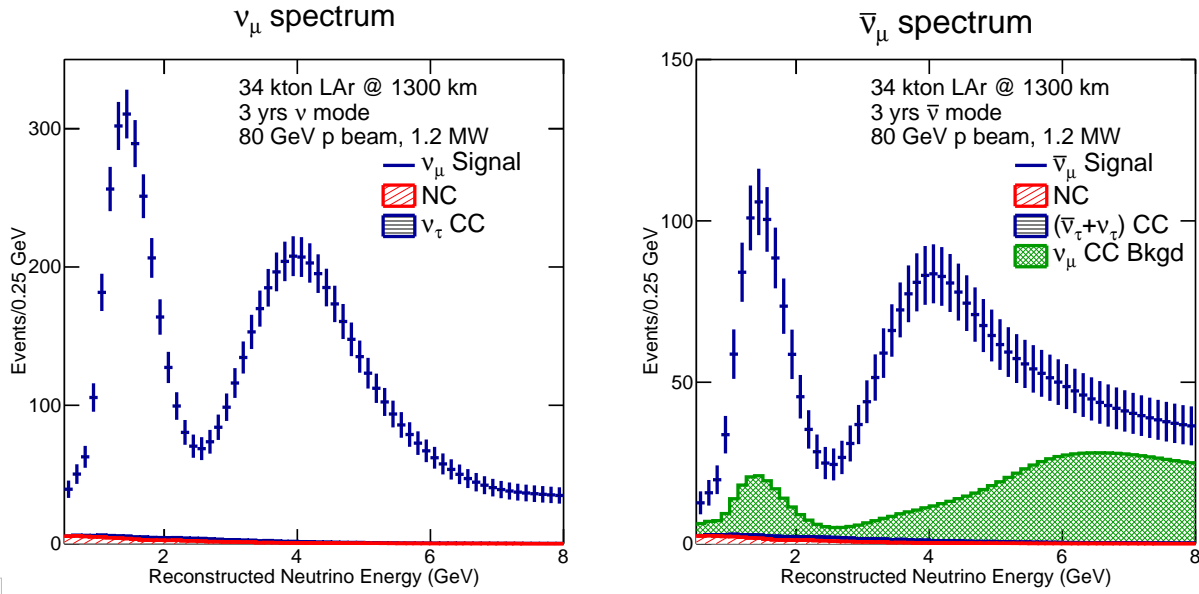 νμ spectrum
34 kton LAr @ 1300 km
3 yrs ν mode
80 GeV p beam, 1.2 MW
νμ Signal
NC
ντ CC
Events/0.25 GeV
300
200
100
0
2
4
6
8
Reconstructed Neutrino Energy (GeV)
ν̅μ spectrum
34 kton LAr @ 1300 km
3 yrs ν̅ mode
80 GeV p beam, 1.2 MW
ν̅μ Signal
NC
(ν̅τ+ντ) CC
νμ CC Bkgd
Events/0.25 GeV
150
100
50
0
2
4
6
8
Reconstructed Neutrino Energy (GeV)